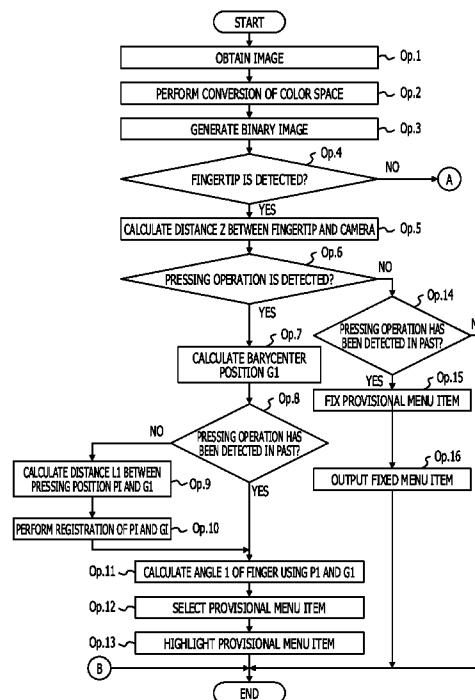 START
OBTAIN IMAGE
Op.1
PERFORM CONVERSION OF COLOR SPACE
Op.2
GENERATE BINARY IMAGE
Op.3
Op.4
FINGERTIP IS DETECTED?
NO
A
YES
CALCULATE DISTANCE Z BETWEEN FINGERTIP AND CAMERA
Op.5
Op.6
PRESSING OPERATION IS DETECTED?
NO
YES
Op.14
PRESSING OPERATION HAS
BEEN DETECTED IN PAST?
N
Op.7
CALCULATE BARYCENTER
POSITION G1
YES
Op.15
FIX PROVISIONAL MENU ITEM
Op.8
PRESSING OPERATION HAS
BEEN DETECTED IN PAST?
NO
YES
Op.16
OUTPUT FIXED MENU ITEM
CALCULATE DISTANCE L1 BETWEEN
PRESSING POSITION PI AND G1
Op.9
PERFORM REGISTRATION OF PI AND GI
Op.10
Op.11
CALCULATE ANGLE 1 OF FINGER USING P1 AND G1
Op.12
SELECT PROVISIONAL MENU ITEM
Op.13
HIGHLIGHT PROVISIONAL MENU ITEM
B
END